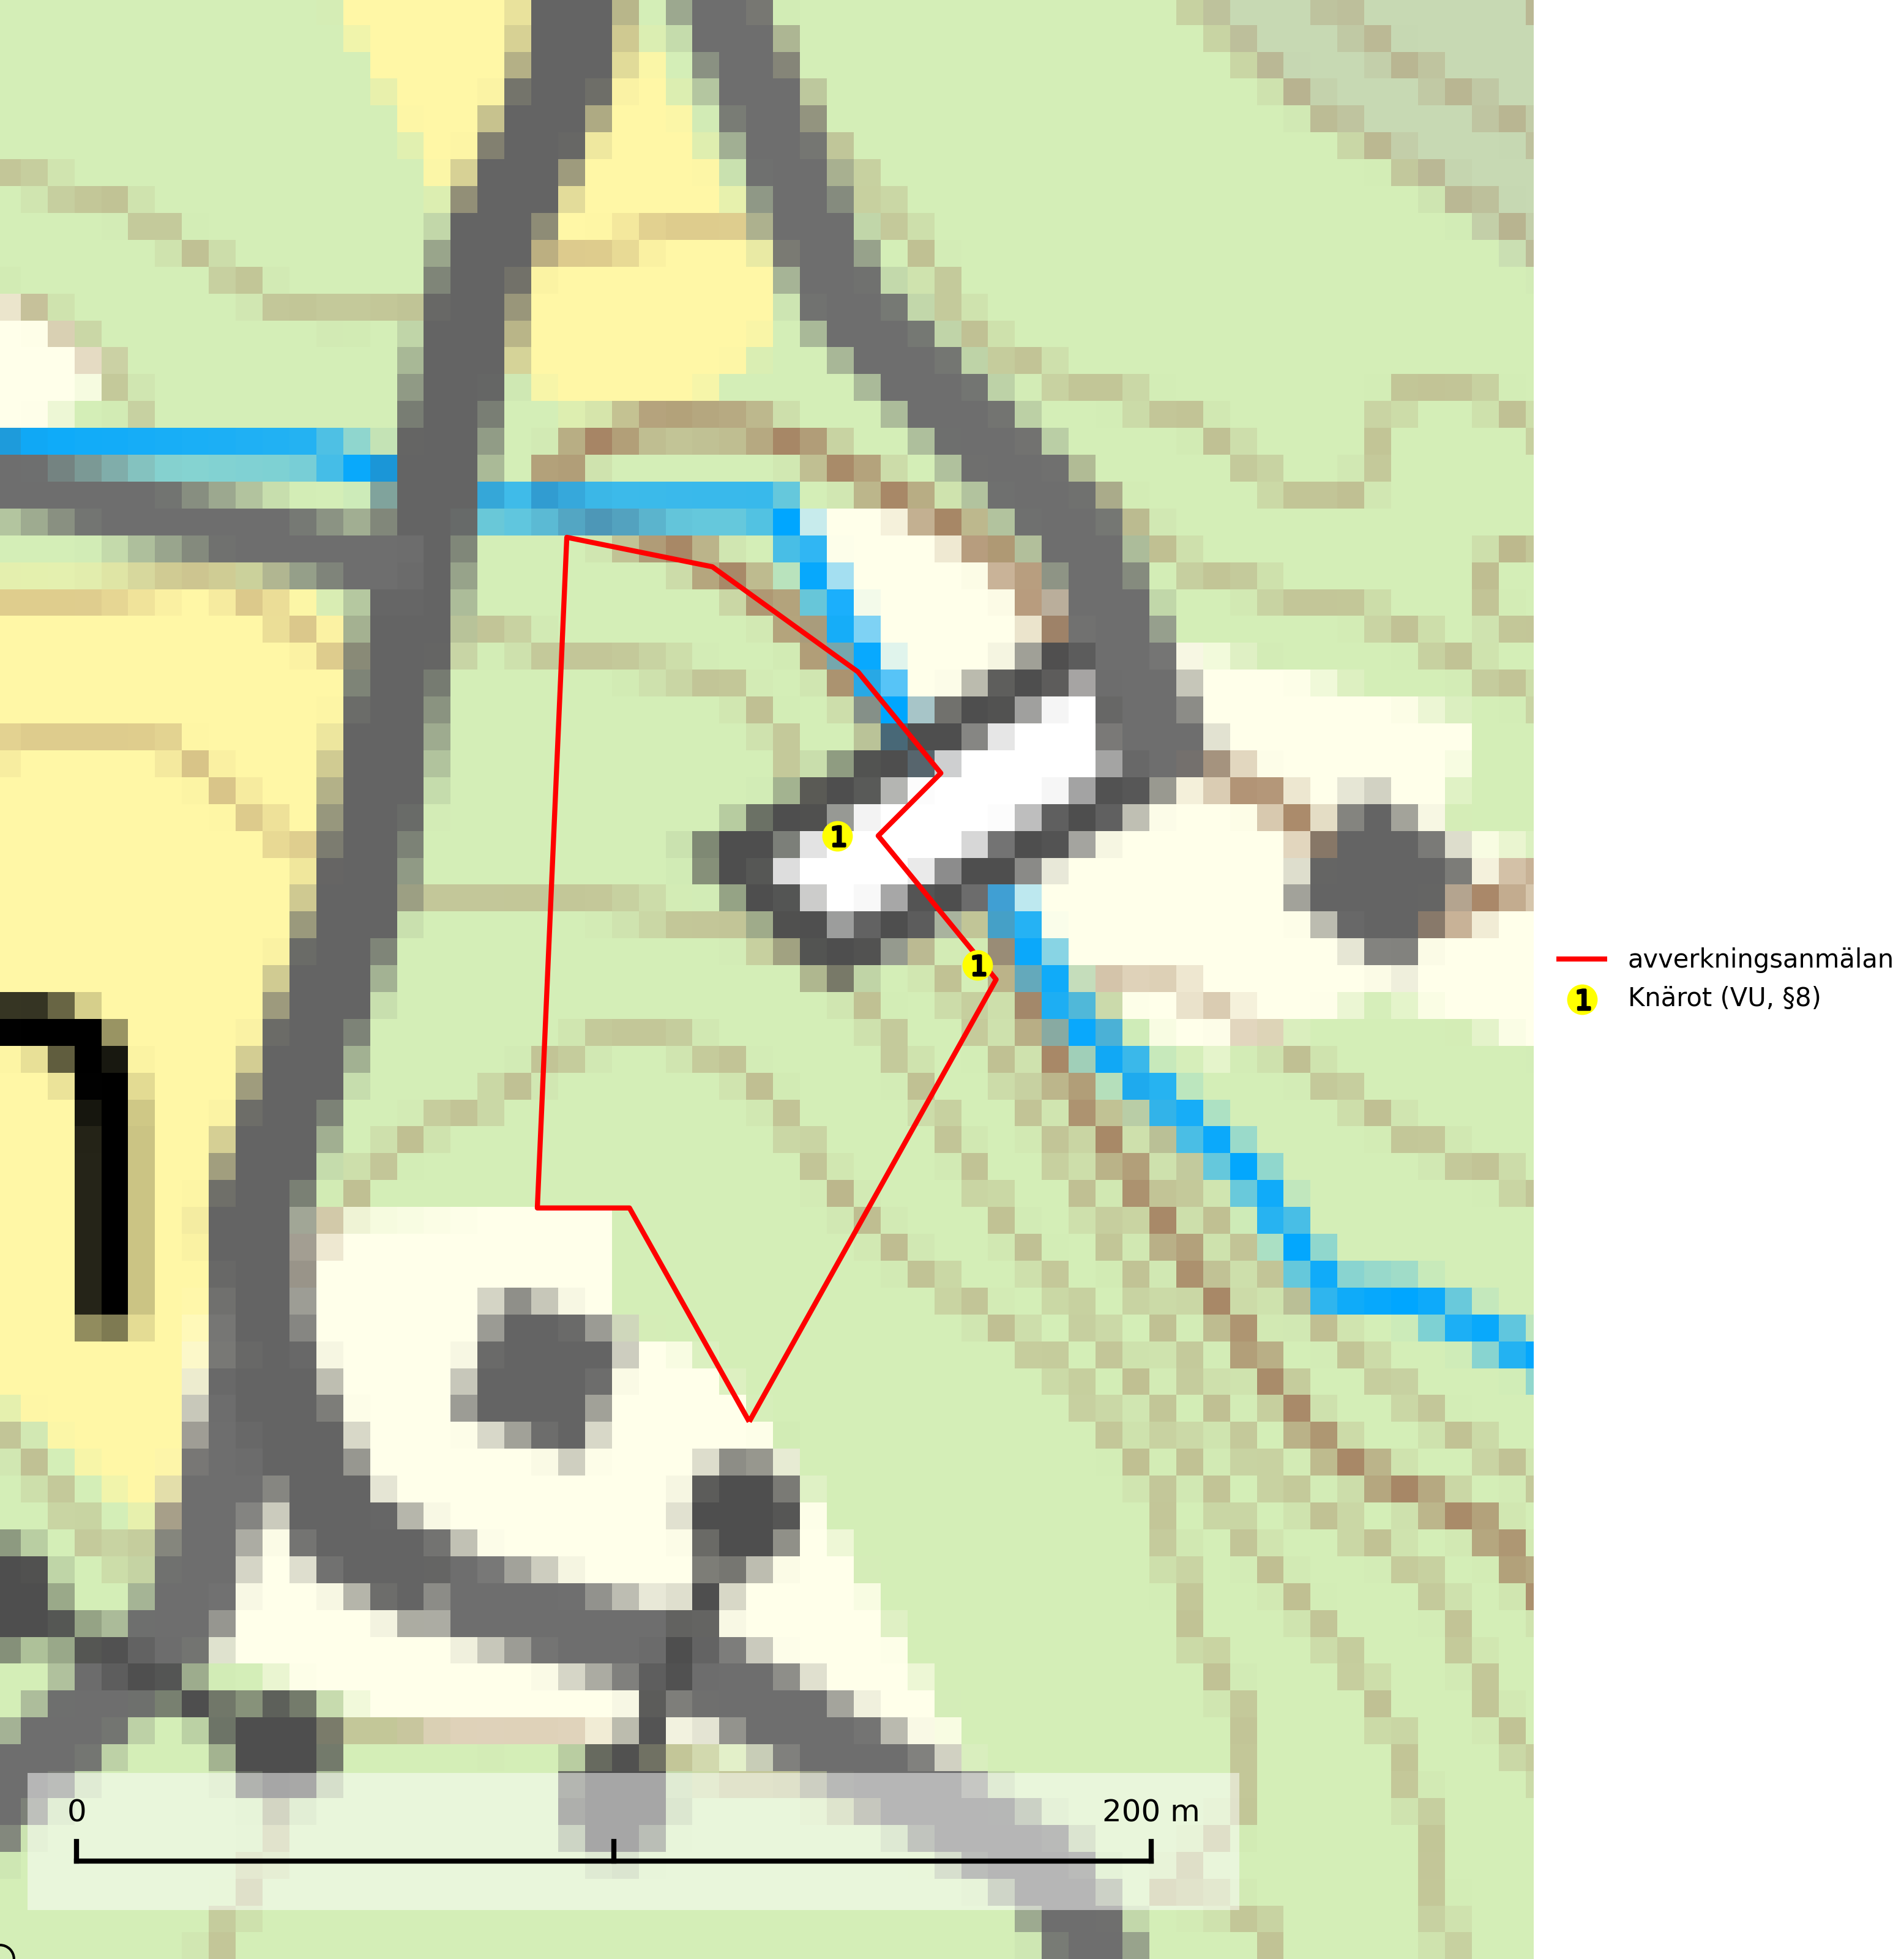 1
1
avverkningsanmälan
1 Knärot (VU, §8)
0 200 m